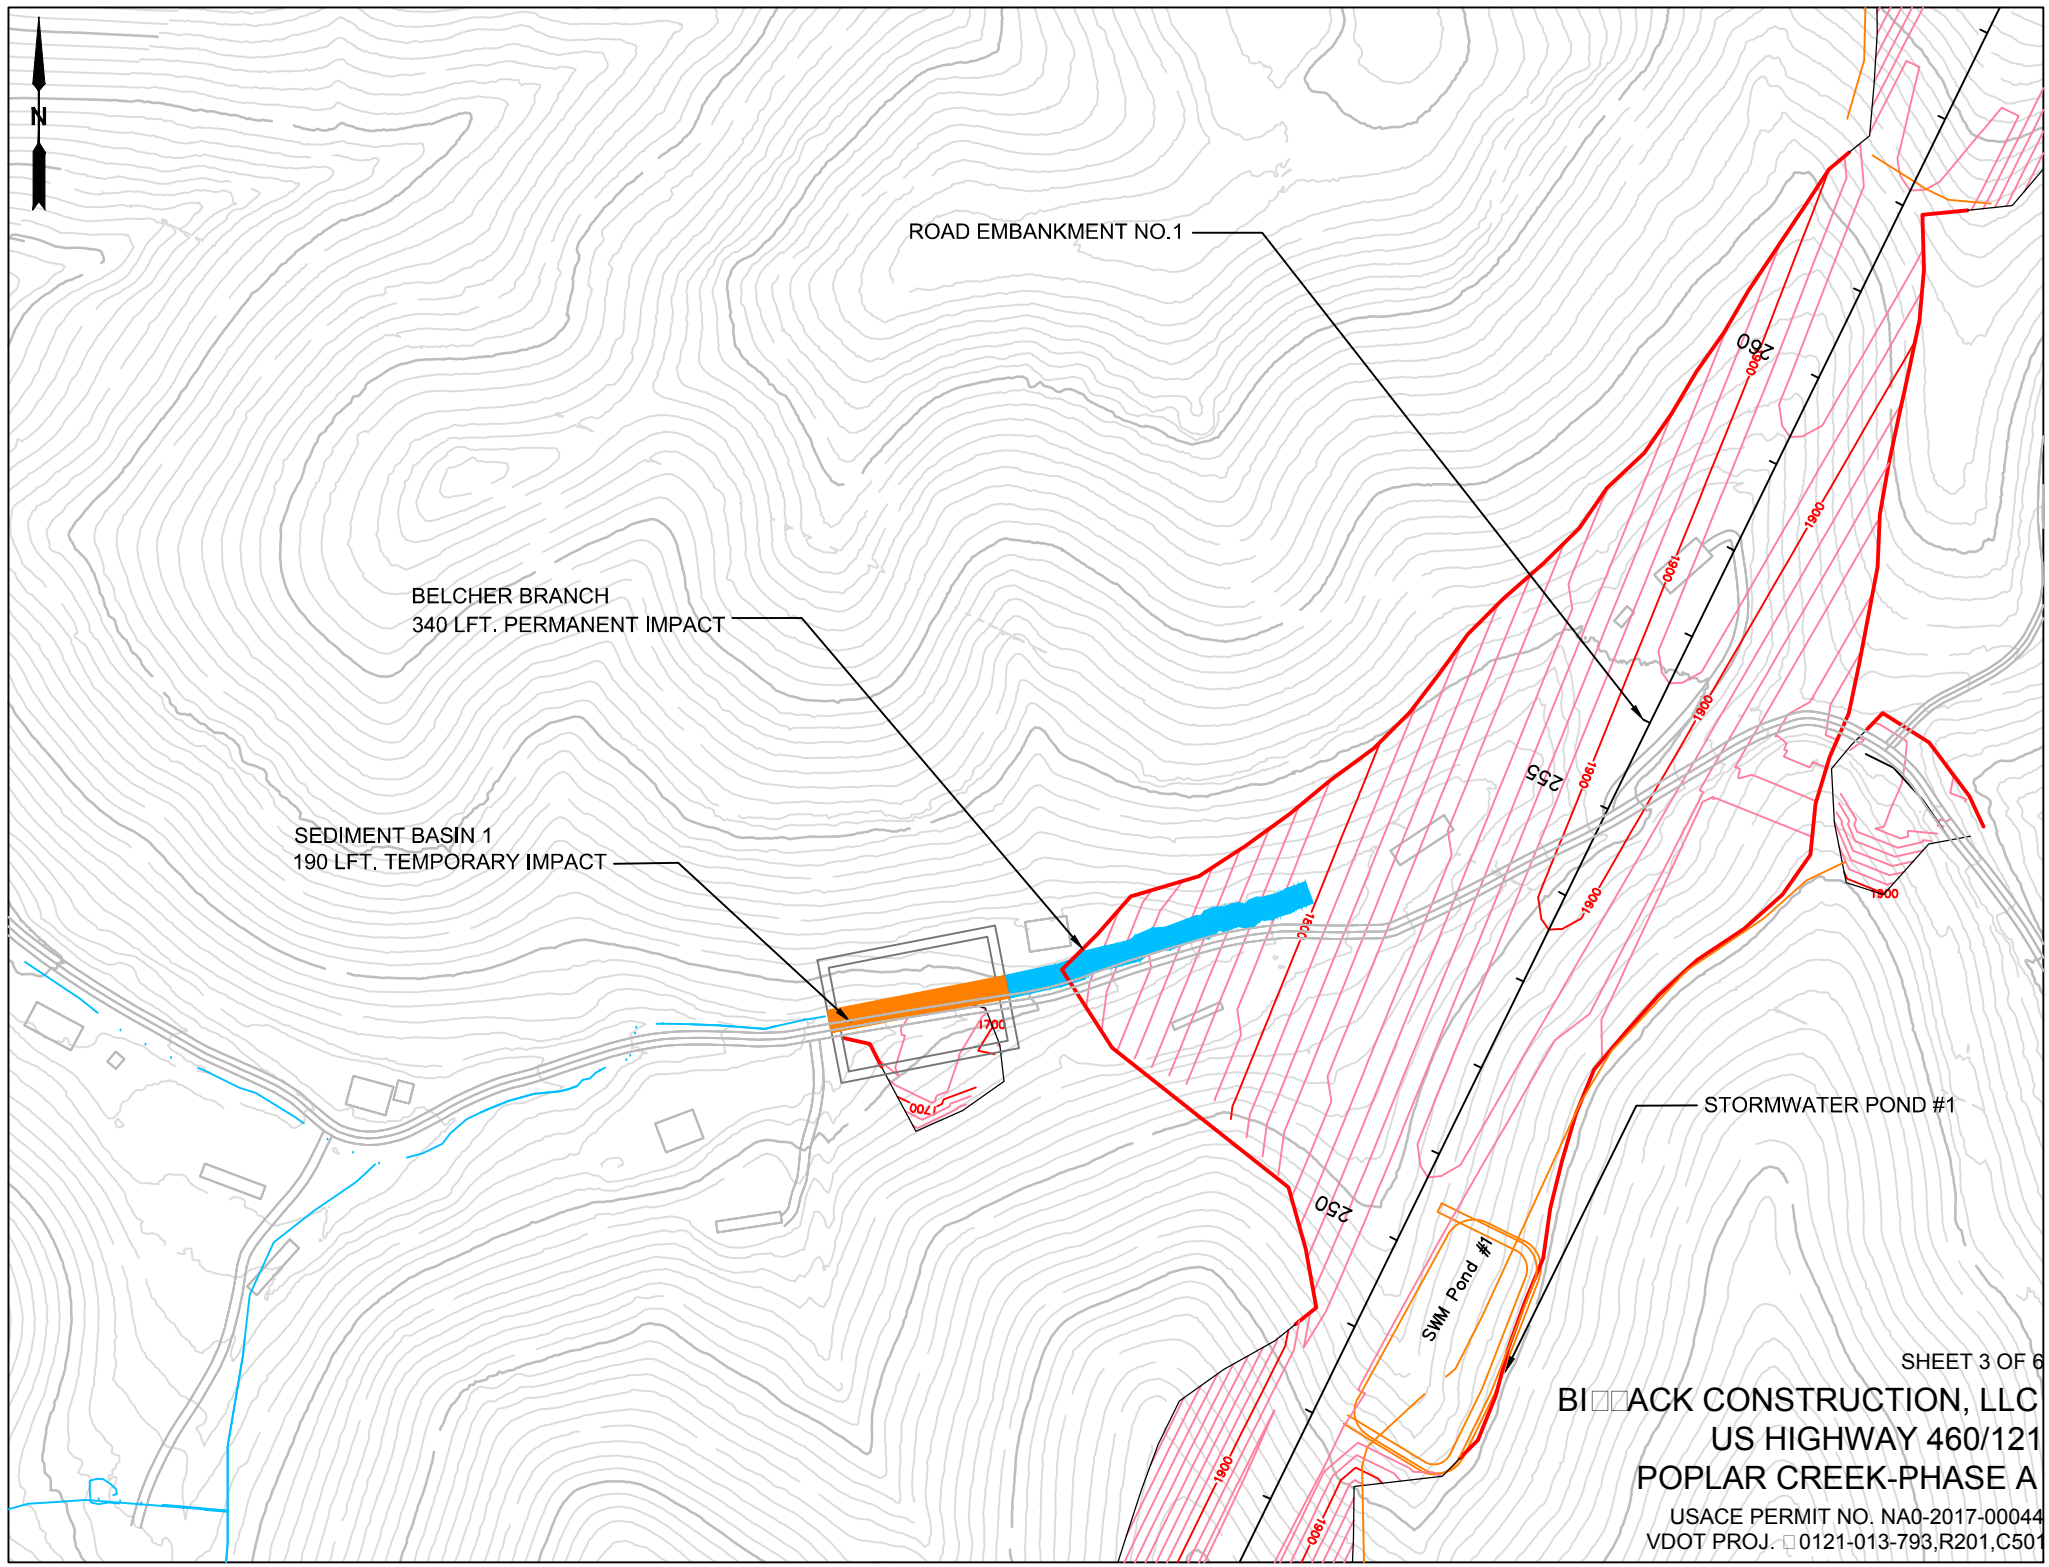 N
ROAD EMBANKMENT NO.1
260
1900
1900
1900
BELCHER BRANCH
340 LFT. PERMANENT IMPACT
1900
255
1900
SEDIMENT BASIN 1
190 LFT. TEMPORARY IMPACT
1900
1900
1800
1700
1700
STORMWATER POND #1
250
SWM Pond #1
1900
1900
SHEET 3 OF 6
BI□□ACK CONSTRUCTION, LLC
US HIGHWAY 460/121
POPLAR CREEK-PHASE A
USACE PERMIT NO. NA0-2017-00044
VDOT PROJ. □ 0121-013-793,R201,C501